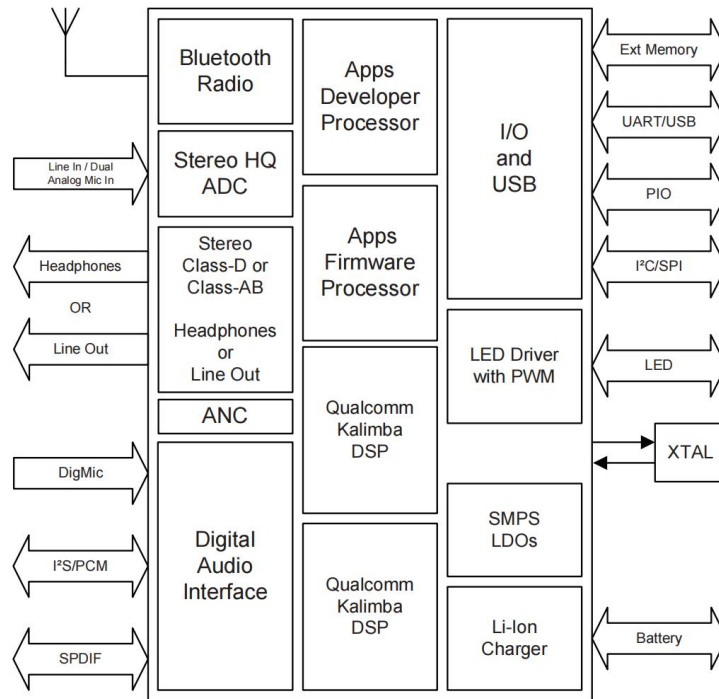 Bluetooth
Radio
Stereo HQ
ADC
Stereo
Class-D or
Class-AB
Headphones
or
Line Out
ANC
Digital
Audio
Interface
Apps
Developer
Processor
Apps
Firmware
Processor
Qualcomm
Kalimba
DSP
Qualcomm
Kalimba
DSP
I/O
and
USB
LED Driver
with PWM
SMPS
LDOs
Li-Ion
Charger
Line In / Dual
Analog Mic In
Headphones
OR
Line Out
DigMic
I²S/PCM
SPDIF
Ext Memory
UART/USB
PIO
I²C/SPI
LED
XTAL
Battery